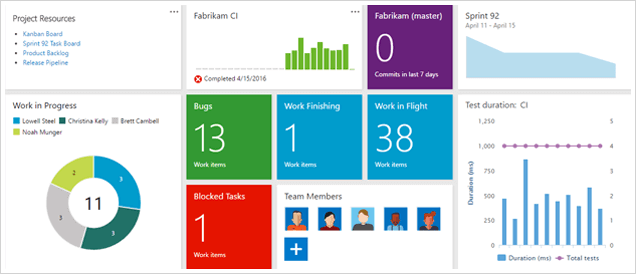 Project Resources
Kanban Board
Sprint 92 Task Board
Product Backlog
Release Pipeline
Fabrikam CI
Completed 4/15/2016
Fabrikam (master)
0
Commits in last 7 days
Sprint 92
April 11 - April 15
Work in Progress
Lowell Steel
Christina Kelly
Brett Cambell
Noah Munger
2
3
11
3
3
Bugs
13
Work items
Work Finishing
1
Work items
Work in Flight
38
Work items
Blocked Tasks
1
Work items
Team Members
Test duration: CI
1,250
1,000
750
500
250
0
Duration (ms)
5
4
3
2
1
0
Duration (ms)
Total tests